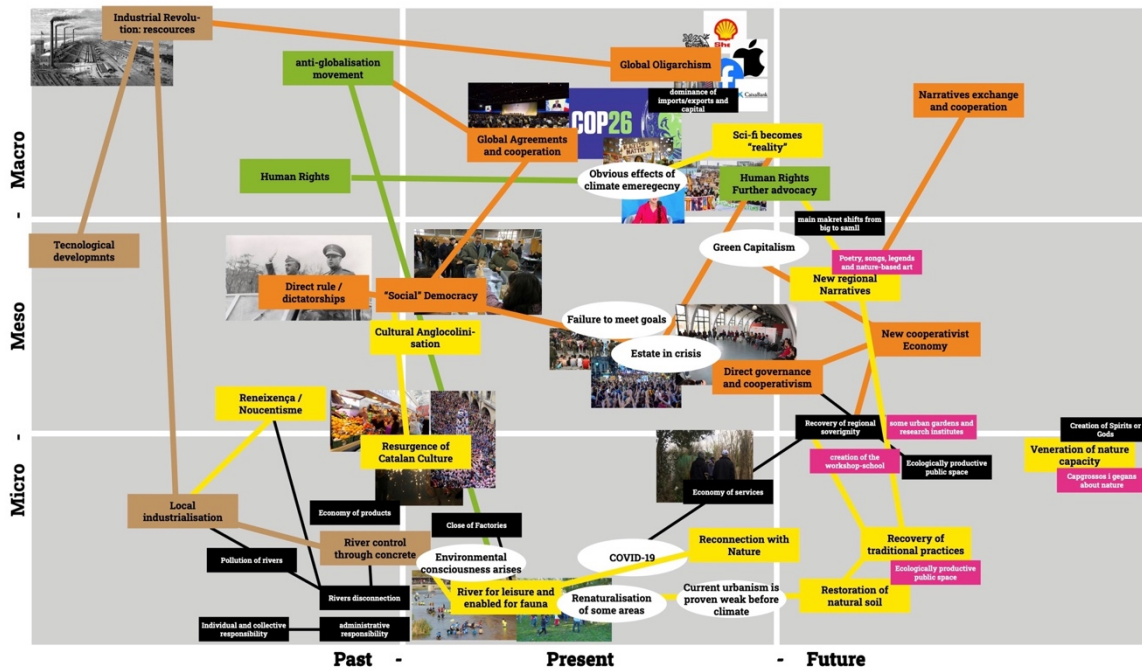 Industrial Revolu-
tion: rescources
anti-globalisation
movement
Global Oligarchism
She
CaixaBank
dominance of
imports/exports and
capital
Narratives exchange
and cooperation
COP26
Global Agreements
and cooperation
MATTER
Sci-fi becomes
"reality"
Human Rights
Obvious effects of
climate emeregecny
Human Rights
Further advocacy
Macro
-
Tecnological
developmnts
main makret shifts from
big to samll
Green Capitalism
Poetry, songs, legends
and nature-based art
New regional
Narratives
Direct rule /
dictatorships
"Social" Democracy
Cultural Anglocolini-
sation
Failure to meet goals
Estate in crisis
New cooperativist
Economy
Direct governance
and cooperativism
Meso
-
Reneixença /
Noucentisme
Resurgence of
Catalan Culture
Recovery of regional
soverignity
some urban gardens and
research institutes
Creation of Spirits or
Gods
Veneration of nature
capacity
Capgrossos i gegans
about nature
creation of the
workshop-school
Ecologically productive
public space
Economy of services
Micro
Local
industrialisation
Economy of products
Close of Factories
River control
through concrete
Environmental
consciousness arises
COVID-19
Reconnection with
Nature
Recovery of
traditional practices
Ecologically productive
public space
Pollution of rivers
Rivers disconnection
River for leisure and
enabled for fauna
Renaturalisation
of some areas
Current urbanism is
proven weak before
climate
Restoration of
natural soil
Individual and collective
responsibility
administrative
responsibility
Past - Present - Future